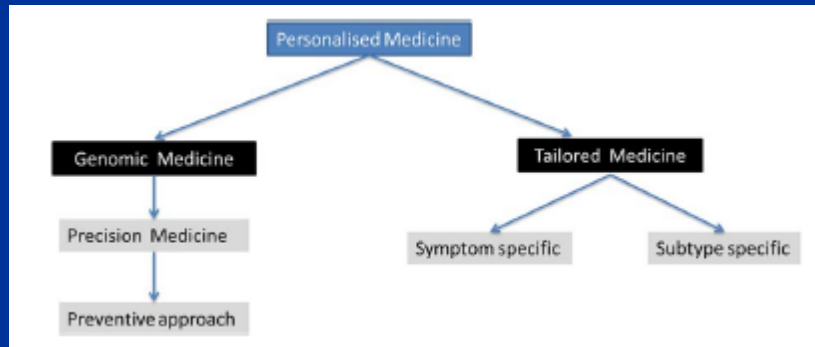 Personalised Medicine
Genomic Medicine
Tailored Medicine
Precision Medicine
Symptom specific
Subtype specific
Preventive approach